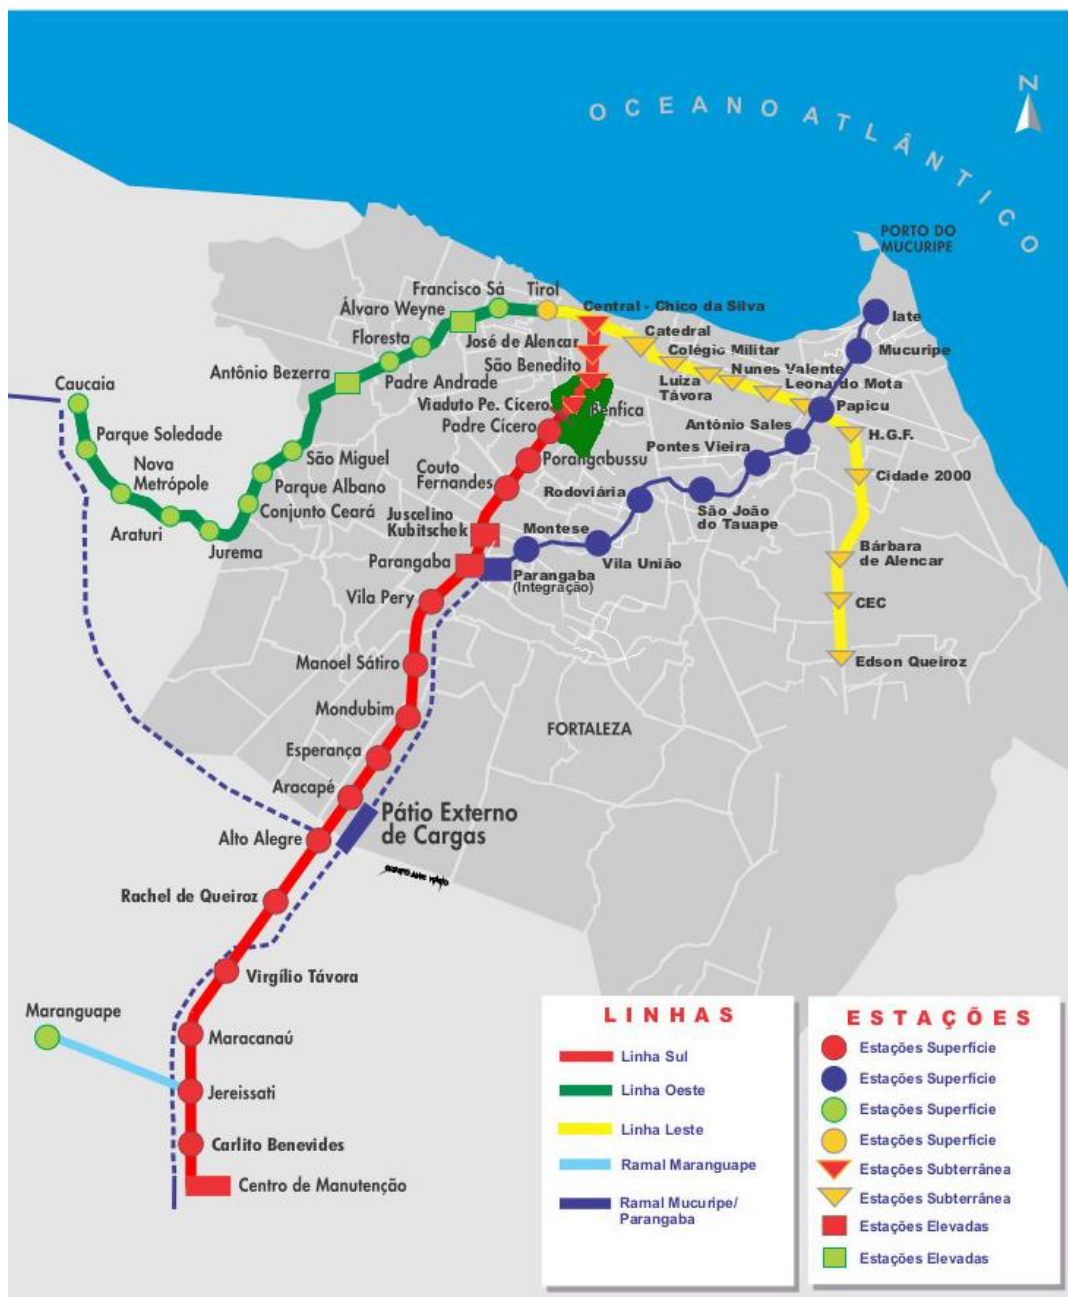 N
OCEANO ATLÂNTICO
PORTO DO
MUCURIPE
Francisco Sá
Tirol
Álvaro Weyne
Central - Chico da Silva
Iate
Floresta
José de Alencar
Catedral
Mucuripe
Colégio Militar
São Benedito
Nunes Valente
Antônio Bezerra
Padre Andrade
Luiza
Távora
Leonardo Mota
Caucaia
Viaduto Pe. Cícero
Benfica
Papicu
Padre Cícero
Antônio Sales
H.G.F.
Parque Soledade
Pontes Vieira
São Miguel
Porangabussu
Nova
Metrópole
Couto
Fernandes
Cidade 2000
Parque Albano
Rodoviária
Conjunto Ceará
São João
do Tauape
Juscelino
Kubitschek
Montese
Araturi
Jurema
Bárbara
de Alencar
Parangaba
Vila União
Parangaba
(Integração)
Vila Pery
CEC
Manoel Sátiro
Edson Queiroz
Mondubim
FORTALEZA
Esperança
Aracapé
Pátio Externo
de Cargas
Alto Alegre
Rachel de Queiroz
Virgílio Távora
Maranguape
Maracanaú
Jereissati
Carlito Benevides
Centro de Manutenção
LINHAS
Linha Sul
Linha Oeste
Linha Leste
Ramal Maranguape
Ramal Mucuripe/
Parangaba
ESTAÇÕES
Estações Superfície
Estações Superfície
Estações Superfície
Estações Superfície
Estações Subterrânea
Estações Subterrânea
Estações Elevadas
Estações Elevadas